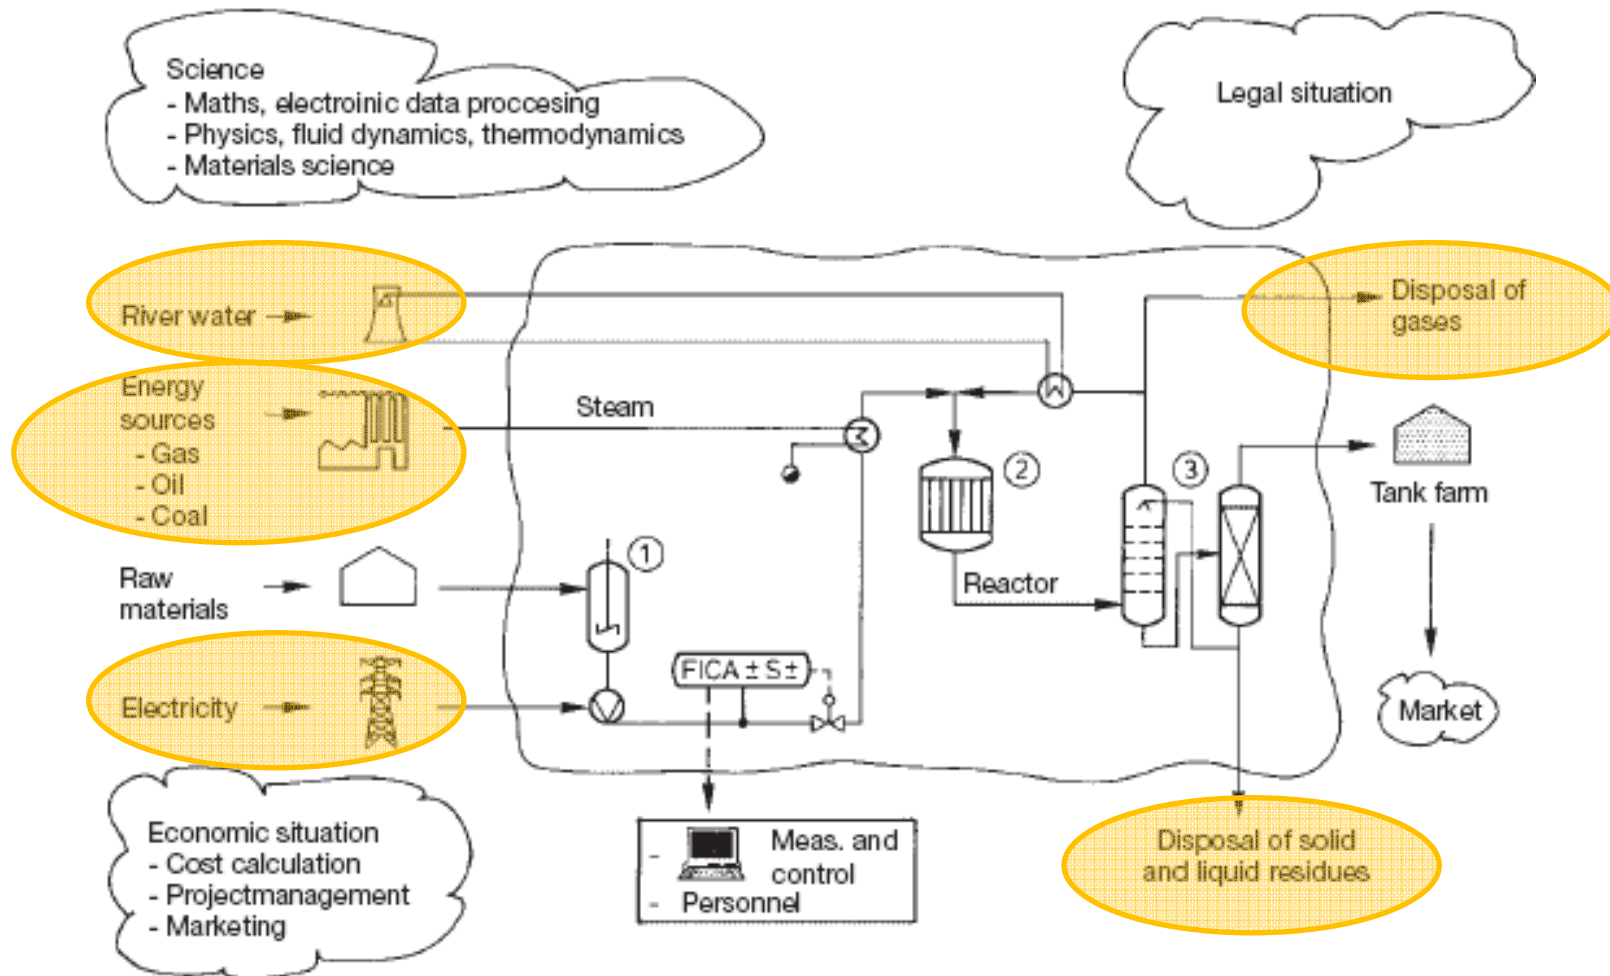 Science
- Maths, electroinic data proccesing
- Physics, fluid dynamics, thermodynamics
- Materials science
Legal situation
River water
Disposal of
gases
Energy
sources
- Gas
- Oil
- Coal
Steam
2
3
Tank farm
1
Raw
materials
Reactor
FICA ± S ±
Electricity
Market
Economic situation
- Cost calculation
- Projectmanagement
- Marketing
- Meas. and
control
- Personnel
Disposal of solid
and liquid residues